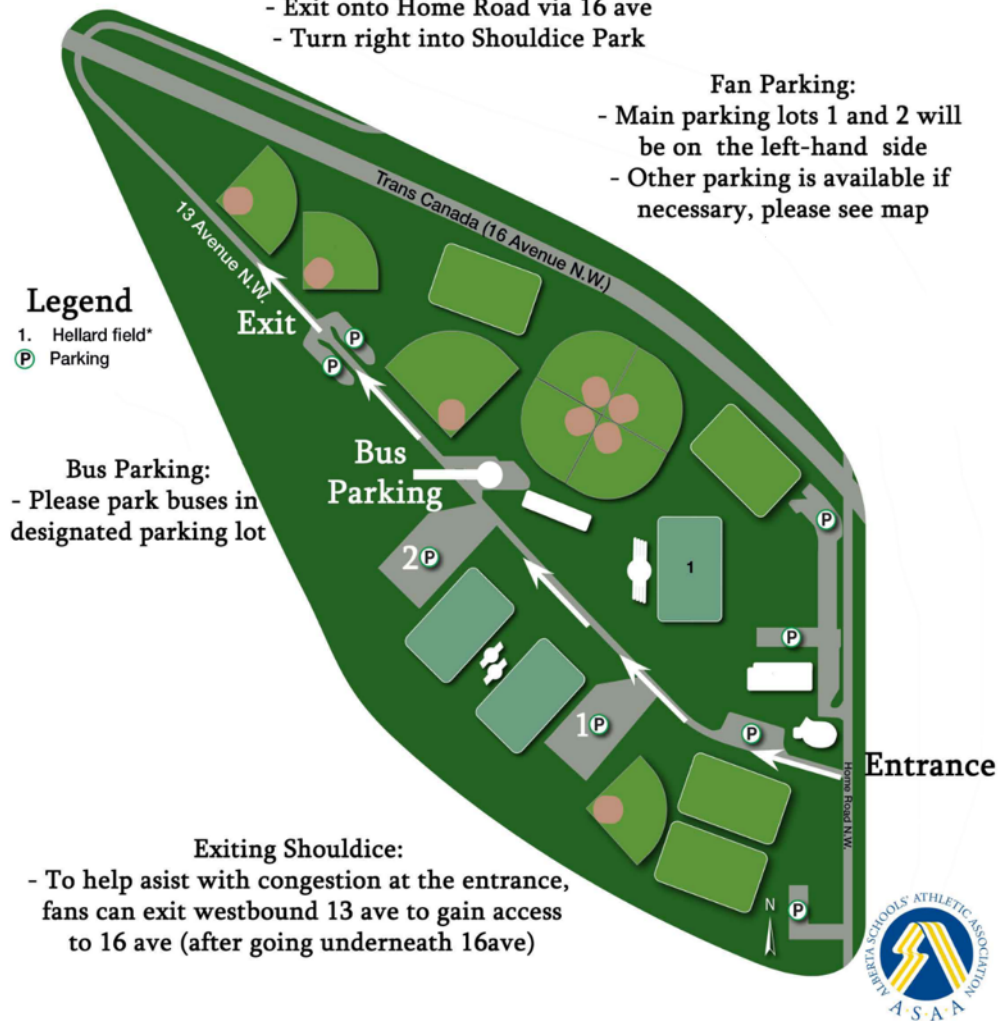 - Exit onto Home Road via 16 ave
- Turn right into Shouldice Park
Fan Parking:
- Main parking lots 1 and 2 will
be on the left-hand side
- Other parking is available if
necessary, please see map
Trans Canada (16 Avenue N.W.)
13 Avenue N.W.
Legend
1. Hellard field*
P Parking
Exit
P
P
Bus Parking:
- Please park buses in
designated parking lot
Bus
Parking
P
2 P
1
P
1 P
P
Entrance
Home Road N.W.
Exiting Shouldice:
- To help asist with congestion at the entrance,
fans can exit westbound 13 ave to gain access
to 16 ave (after going underneath 16ave)
N
P
ALBERTA SCHOOLS' ATHLETIC ASSOCIATION
A·S·A·A